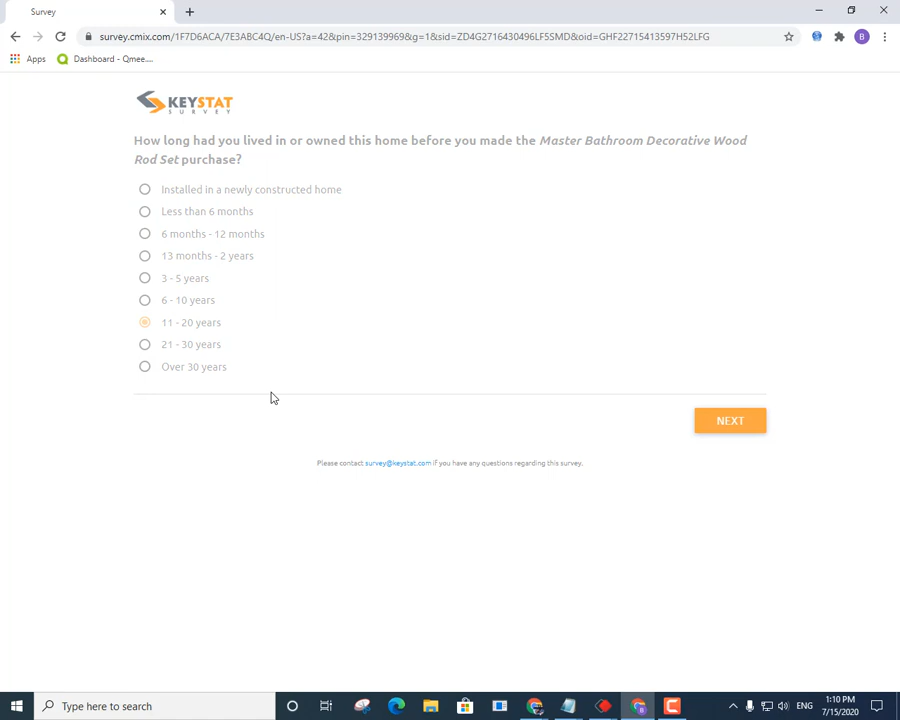 Survey
survey.cmix.com/1F7D6ACA/7E3ABC4Q/en-US?a=42&pin=329139969&g=1&sid=ZD4G2716430496LF5SMD&oid=GHF22715413597H52LFG
B
Apps
Dashboard - Qmee....
KEYSTAT
SURVEY
How long had you lived in or owned this home before you made the Master Bathroom Decorative Wood
Rod Set purchase?
Installed in a newly constructed home
Less than 6 months
6 months - 12 months
13 months - 2 years
3 - 5 years
6 - 10 years
11 - 20 years
21 - 30 years
Over 30 years
NEXT
Please contact survey@keystat.com if you have any questions regarding this survey.
Type here to search
ENG
1:10 PM
7/15/2020